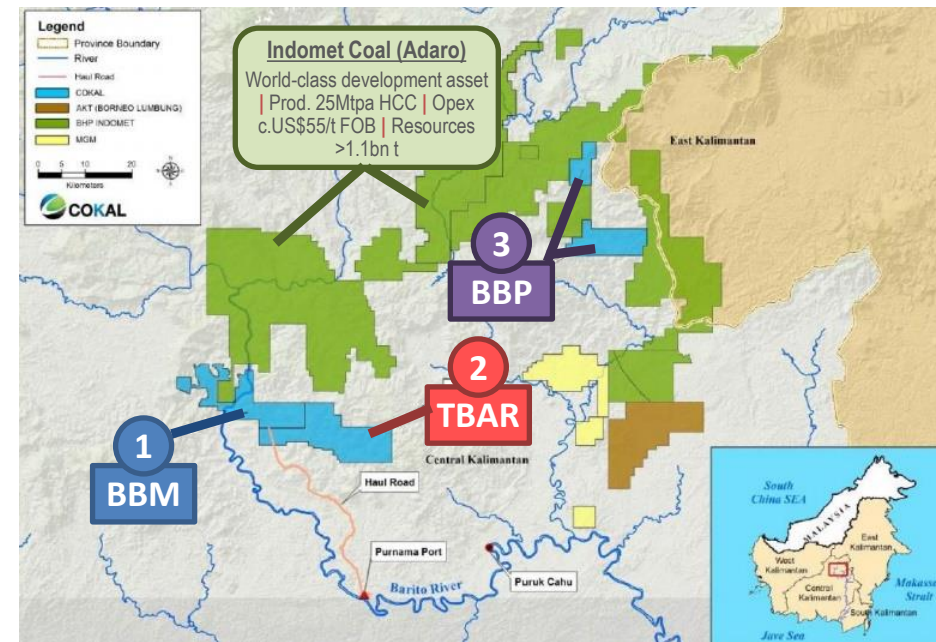 Legend
Province Boundary
River
Haul Road
COKAL
AKT (BORNEO LUMBUNG)
BHP INDOMET
MGM
0 5 10 20
Kilometers
COKAL
Indomet Coal (Adaro)
World-class development asset
| Prod. 25Mtpa HCC | Opex
c.US$55/t FOB | Resources
>1.1bn t
East Kalimantan
3
BBP
2
TBAR
1
BBM
Central Kalimantan
Haul Road
Purnama Port
Barito River
Puruk Cahu
South
China SEA
MALAYSIA
East
Kalimantan
West
Kalimantan
Central
Kalimantan
South Kalimantan
Makassar
Strait
Jave Sea